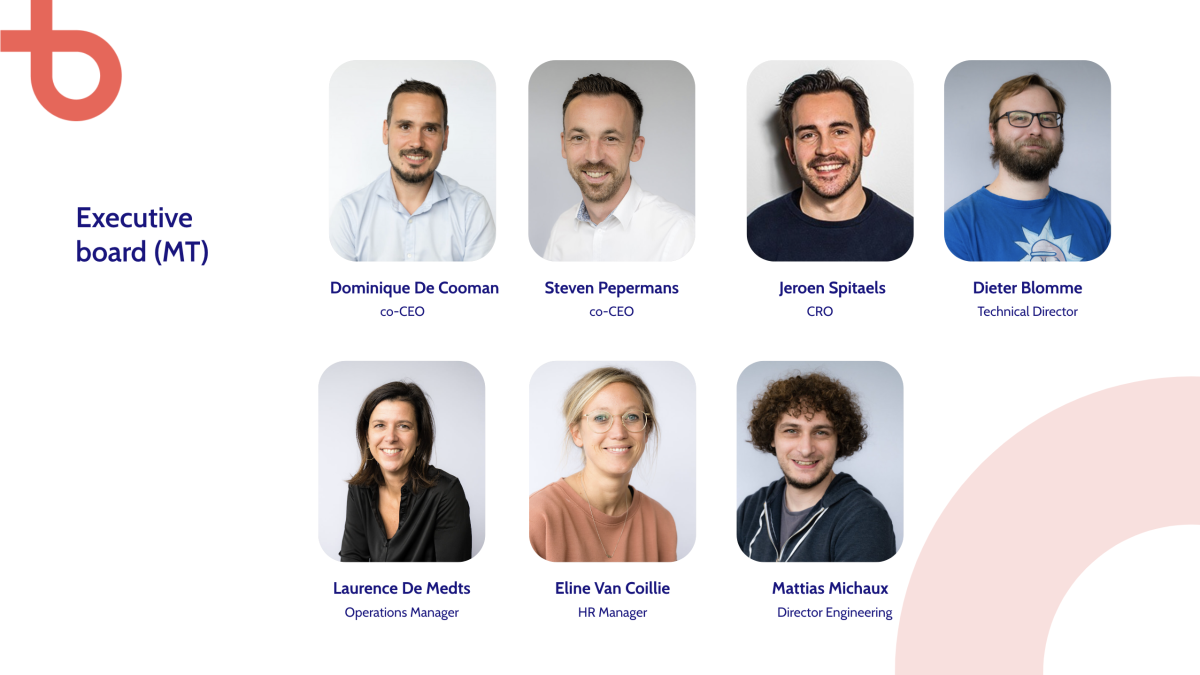 Executive
board (MT)
Dominique De Cooman
co-CEO
Steven Pepermans
co-CEO
Jeroen Spitaels
CRO
Dieter Blomme
Technical Director
Laurence De Medts
Operations Manager
Eline Van Coillie
HR Manager
Mattias Michaux
Director Engineering